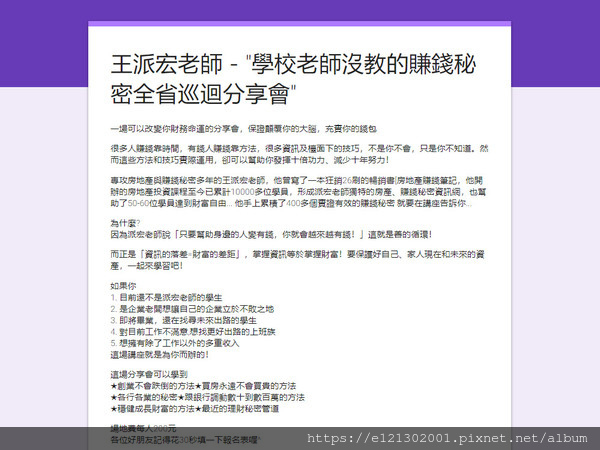 王派宏老師 - "學校老師沒教的賺錢秘
密全省巡迴分享會"
一場可以改變你財務命運的分享會，保證顛覆你的大腦，充實你的錢包
很多人賺錢靠時間，有錢人賺錢靠方法，很多資訊及檯面下的技巧，不是你不會，只是你不知道。然
而這些方法和技巧實際運用，卻可以幫助你發揮十倍功力、減少十年努力！
專攻房地產與賺錢秘密多年的王派宏老師，他曾寫了一本狂銷26刷的暢銷書[房地產賺錢筆記，他開
辦的房地產投資課程至今已累計10000多位學員，形成派宏老師獨特的房產、賺錢秘密資訊網，也幫
助了50-60位學員達到財富自由... 他手上累積了400多個實證有效的賺錢秘密 就要在講座告訴你...
為什麼?
因為派宏老師說「只要幫助身邊的人變有錢，你就會越來越有錢！」這就是善的循環！
而正是「資訊的落差=財富的差距」，掌握資訊等於掌握財富！要保護好自己、家人現在和未來的資
產，一起來學習吧！
如果你
1. 目前還不是派宏老師的學生
2. 是企業老闆想讓自己的企業立於不敗之地
3. 即將畢業，還在找尋未來出路的學生
4. 對目前工作不滿意,想找更好出路的上班族
5. 想擁有除了工作以外的多重收入
這場講座就是為你而辦的！
這場分享會可以學到
★創業不會跌倒的方法★買房永遠不會買貴的方法
★各行各業的秘密★跟銀行調動數十到數百萬的方法
★穩健成長財富的方法★最近的理財秘密管道
場地費每人200元
各位好朋友記得花30秒填一下報名表喔^
https://e121302001.pixnet.net/album